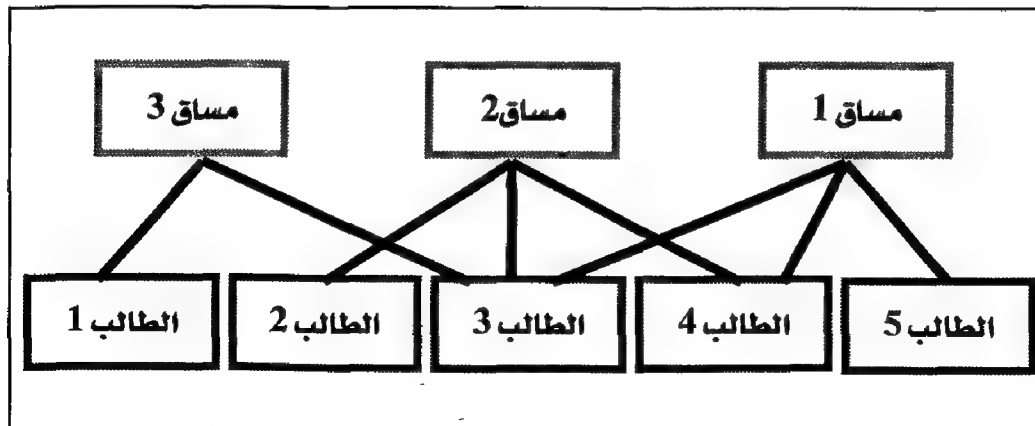 مساق 1
مساق2
مساق 3
الطالب 5
الطالب 4
الطالب 3
الطالب 2
الطالب 1